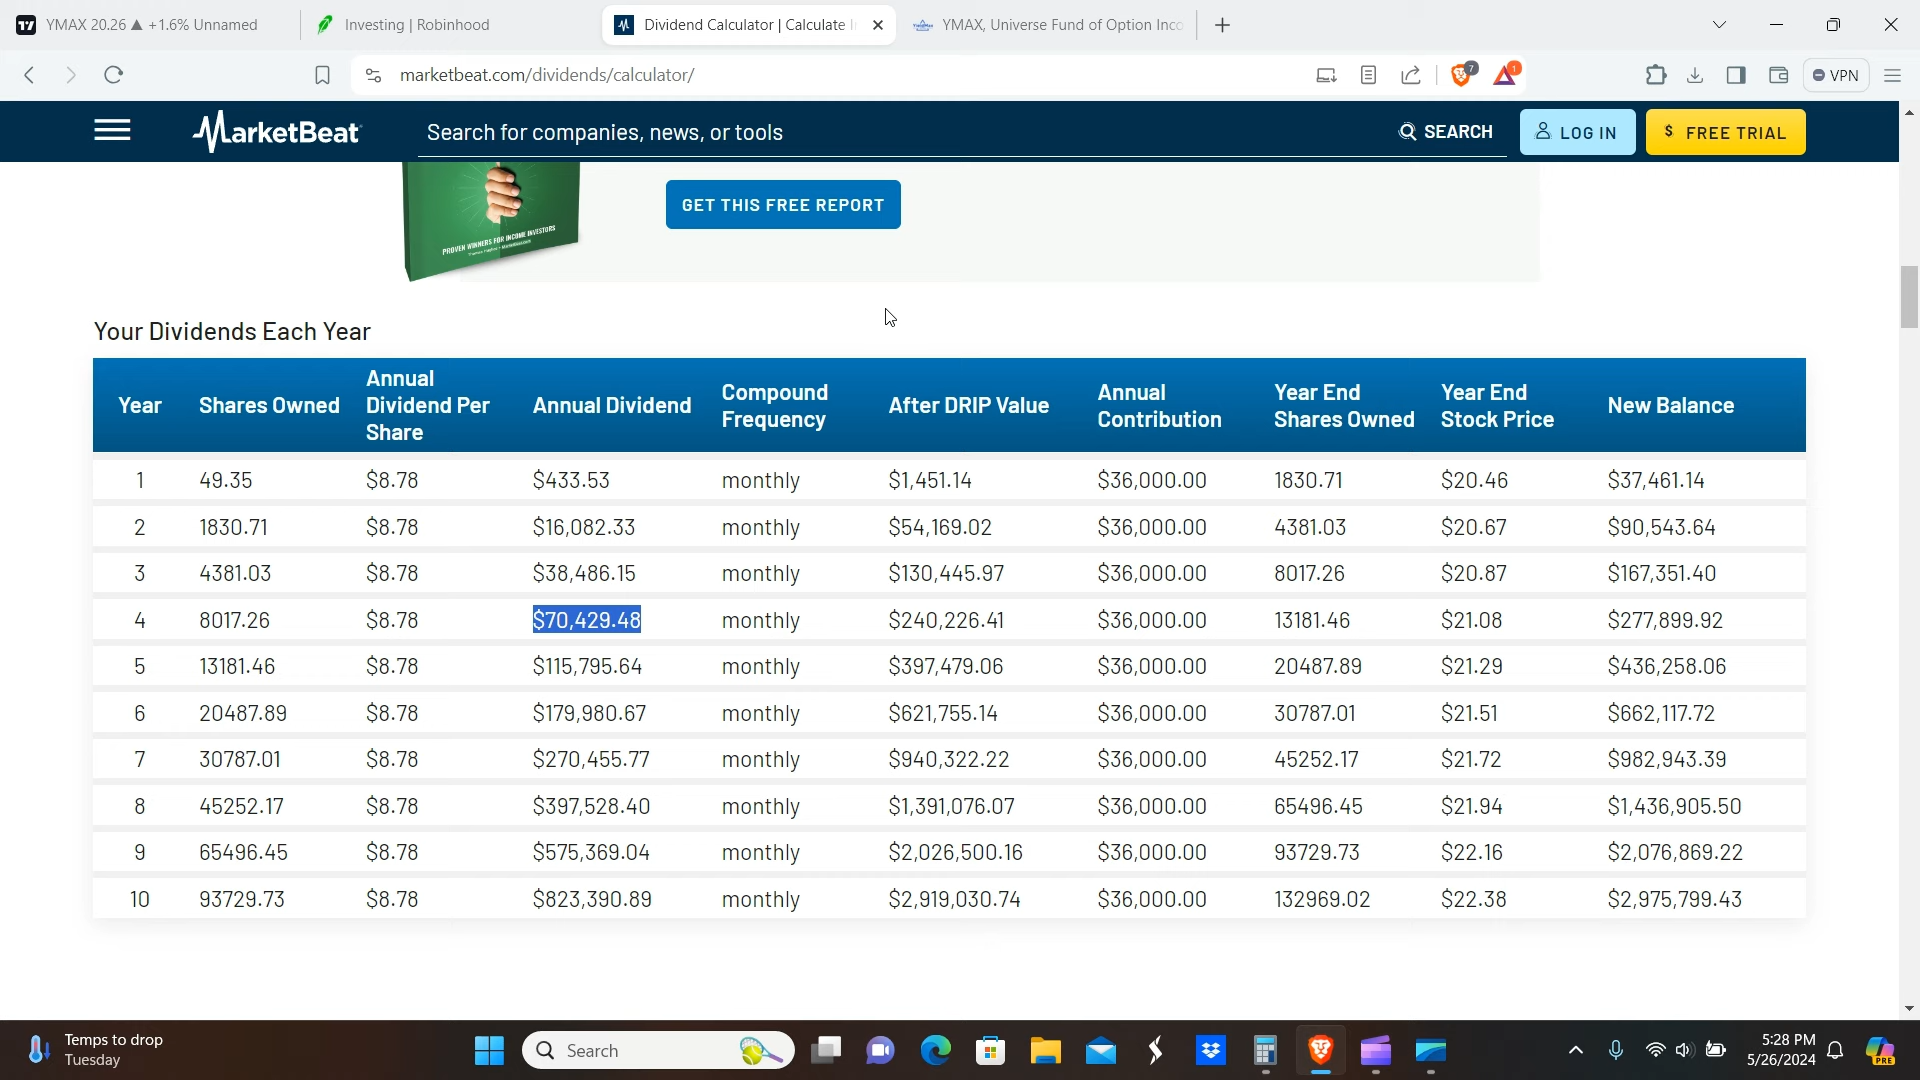 YMAX 20.26 ▲ +1.6% Unnamed
Investing | Robinhood
Dividend Calculator | Calculate
YMAX, Universe Fund of Option Inco
marketbeat.com/dividends/calculator/
7
1
VPN
MarketBeat
Search for companies, news, or tools
SEARCH
LOG IN
$ FREE TRIAL
PROVEN WINNERS FOR INCOME INVESTORS
GET THIS FREE REPORT
Your Dividends Each Year
Year Shares Owned Annual Dividend Per Share Annual Dividend Compound Frequency After DRIP Value Annual Contribution Year End Shares Owned Year End Stock Price New Balance
1 49.35 $8.78 $433.53 monthly $1,451.14 $36,000.00 1830.71 $20.46 $37,461.14
2 1830.71 $8.78 $16,082.33 monthly $54,169.02 $36,000.00 4381.03 $20.67 $90,543.64
3 4381.03 $8.78 $38,486.15 monthly $130,445.97 $36,000.00 8017.26 $20.87 $167,351.40
4 8017.26 $8.78 $70,429.48 monthly $240,226.41 $36,000.00 13181.46 $21.08 $277,899.92
5 13181.46 $8.78 $115,795.64 monthly $397,479.06 $36,000.00 20487.89 $21.29 $436,258.06
6 20487.89 $8.78 $179,980.67 monthly $621,755.14 $36,000.00 30787.01 $21.51 $662,117.72
7 30787.01 $8.78 $270,455.77 monthly $940,322.22 $36,000.00 45252.17 $21.72 $982,943.39
8 45252.17 $8.78 $397,528.40 monthly $1,391,076.07 $36,000.00 65496.45 $21.94 $1,436,905.50
9 65496.45 $8.78 $575,369.04 monthly $2,026,500.16 $36,000.00 93729.73 $22.16 $2,076,869.22
10 93729.73 $8.78 $823,390.89 monthly $2,919,030.74 $36,000.00 132969.02 $22.38 $2,975,799.43
Temps to drop
Tuesday
Search
5:28 PM
5/26/2024
PRE